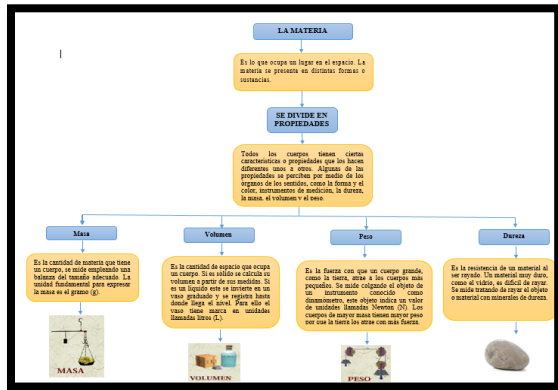 LA MATERIA
Es lo que ocupa un lugar en el espacio. La
materia se presenta en distintas formas o
sustancias.
SE DIVIDE EN
PROPIEDADES
Todos los cuerpos tienen ciertas
características o propiedades que los hacen
diferentes unos a otros. Algunas de las
propiedades se perciben por medio de los
órganos de los sentidos, como la forma y el
color, instrumentos de medición, la dureza,
la masa, el volumen y el peso.
Masa
Es la cantidad de materia que tiene
un cuerpo, se mide empleando una
balanza del tamaño adecuado. La
unidad fundamental para expresar
la masa es el gramo (g).
MASA
Volumen
Es la cantidad de espacio que ocupa
un cuerpo. Si es sólido se calcula su
volumen a partir de sus medidas. Si
es un líquido este se invierte en un
vaso graduado y se registra hasta
donde llega el nivel. Para ello el
vaso tiene marca en unidades
llamadas litros (L).
VOLUMEN
Peso
Es la fuerza con que un cuerpo grande,
como la tierra, atrae a los cuerpos más
pequeños. Se mide colgando el objeto de
un instrumento conocido como
dinamómetro, este objeto indica un valor
de unidades llamadas Newton (N). Los
cuerpos de mayor masa tienen mayor peso
por que la tierra los atrae con más fuerza.
PESO
Dureza
Es la resistencia de un material al
ser rayado. Un material muy duro,
como el vidrio, es difícil de rayar.
Se mide tratando de rayar el objeto
o material con minerales de dureza.